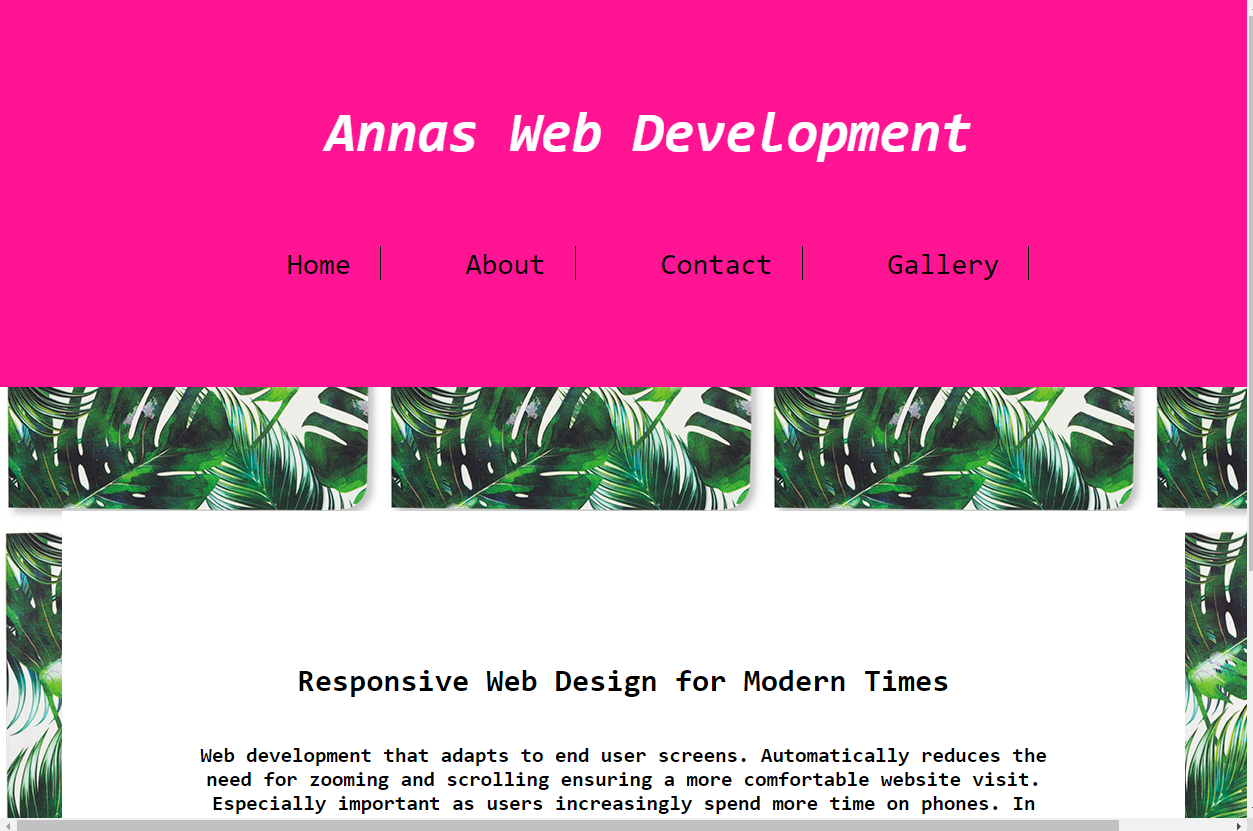 Annas Web Development
Home About Contact Gallery
Responsive Web Design for Modern Times
Web development that adapts to end user screens. Automatically reduces the
need for zooming and scrolling ensuring a more comfortable website visit.
Especially important as users increasingly spend more time on phones. In